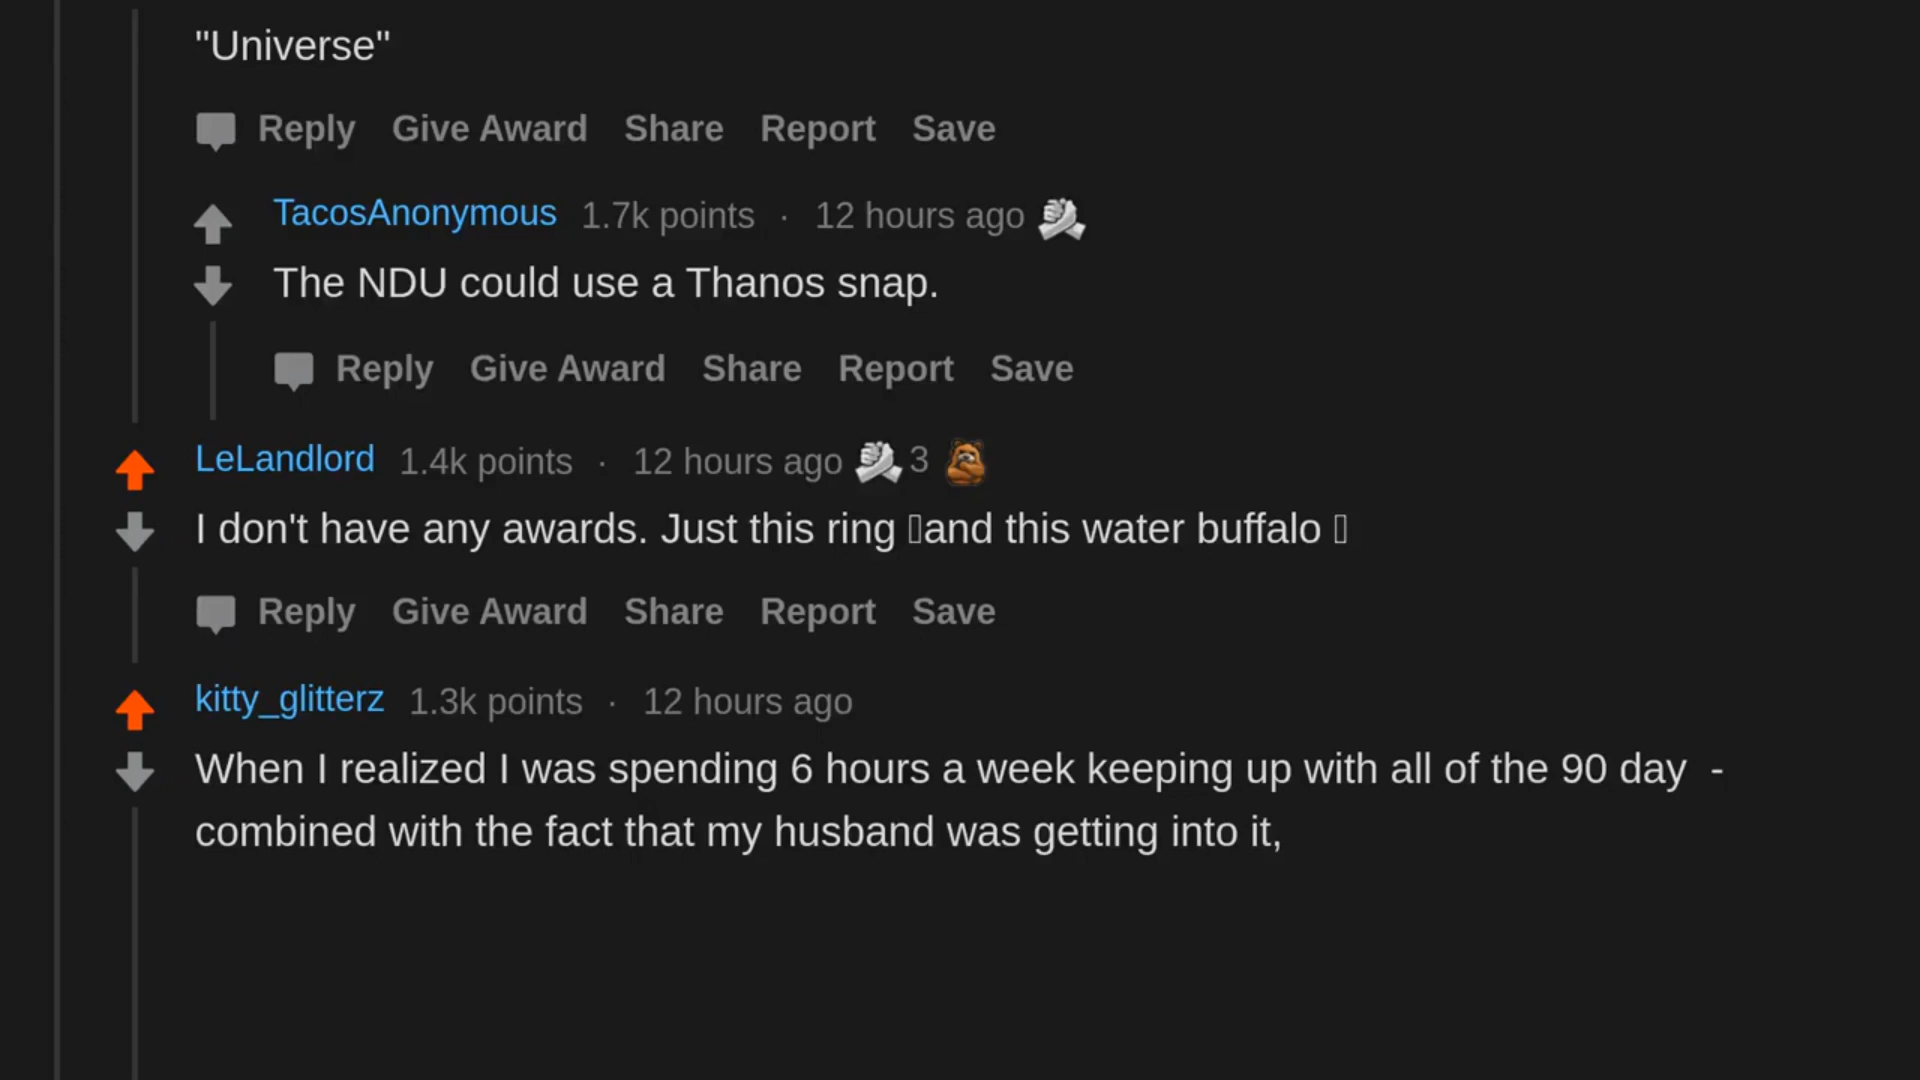 "Universe"
Reply Give Award Share Report Save
TacosAnonymous 1.7k points · 12 hours ago
The NDU could use a Thanos snap.
Reply Give Award Share Report Save
LeLandlord 1.4k points · 12 hours ago 3
I don't have any awards. Just this ring ▯and this water buffalo ▯
Reply Give Award Share Report Save
kitty_glitterz 1.3k points · 12 hours ago
When I realized I was spending 6 hours a week keeping up with all of the 90 day -
combined with the fact that my husband was getting into it,